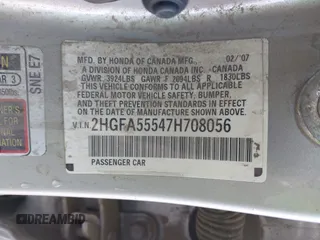 MFD. BY HONDA OF CANADA MFG., 02/'07
A DIVISION OF HONDA CANADA INC./CANADA
GVWR 3924LBS GAWR F 2094LBS R 1830LBS
THIS VEHICLE CONFORMS TO ALL APPLICABLE
FEDERAL MOTOR VEHICLE SAFETY, BUMPER,
AND THEFT PREVENTION STANDARDS IN EFFECT
ON THE DATE OF MANUFACTURE SHOWN ABOVE.
V.I.N. 2HGFA55547H708056
PASSENGER CAR
SNE E7
N
AR 3
DREAMBID